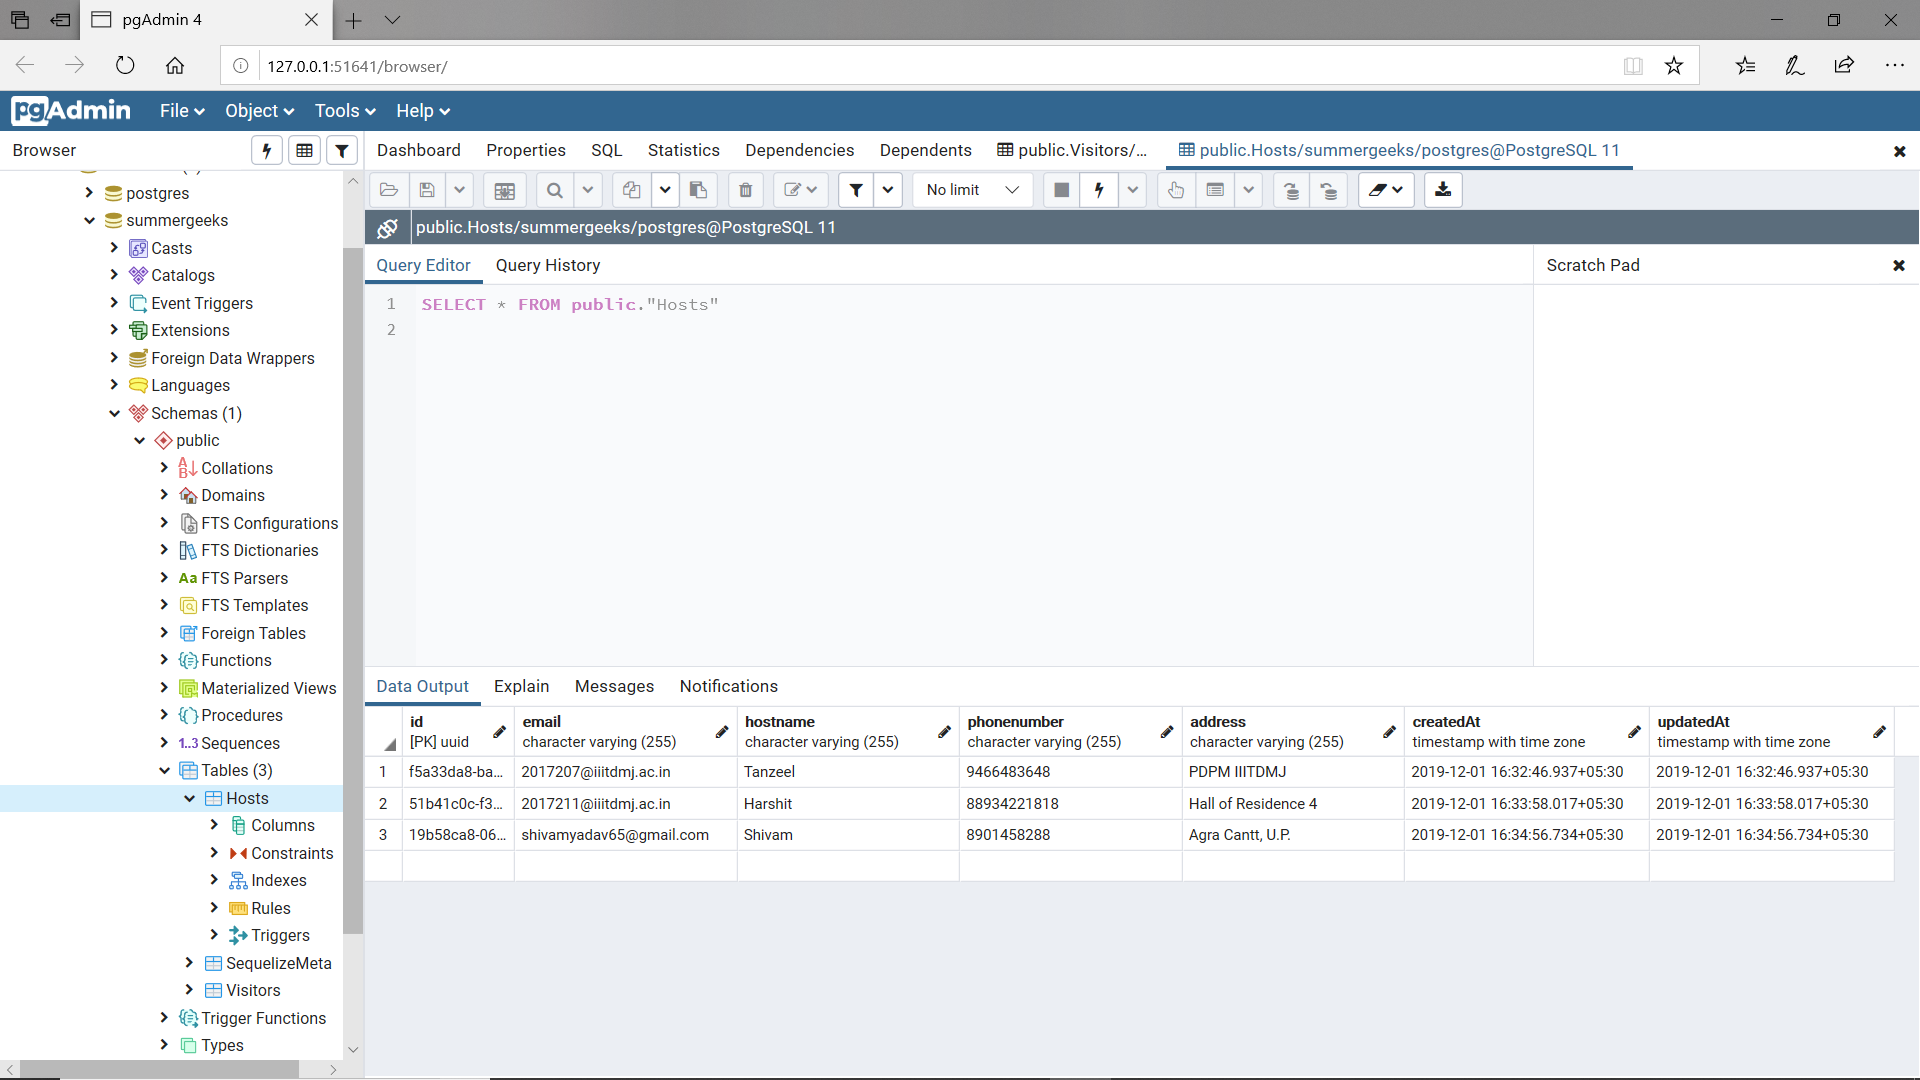 pgAdmin 4
127.0.0.1:51641/browser/
pgAdmin File Object Tools Help
Browser
Dashboard Properties SQL Statistics Dependencies Dependents public.Visitors/... public.Hosts/summergeeks/postgres@PostgreSQL 11
No limit
public.Hosts/summergeeks/postgres@PostgreSQL 11
Query Editor Query History
Scratch Pad
1 SELECT * FROM public."Hosts"
2
postgres
summergeeks
Casts
Catalogs
Event Triggers
Extensions
Foreign Data Wrappers
Languages
Schemas (1)
public
Collations
Domains
FTS Configurations
FTS Dictionaries
Aa FTS Parsers
FTS Templates
Foreign Tables
Functions
Materialized Views
Procedures
1..3 Sequences
Tables (3)
Hosts
Columns
Constraints
Indexes
Rules
Triggers
SequelizeMeta
Visitors
Trigger Functions
Types
Data Output Explain Messages Notifications
id email hostname phonenumber address createdAt updatedAt
[PK] uuid character varying (255) character varying (255) character varying (255) character varying (255) timestamp with time zone timestamp with time zone
1 f5a33da8-ba... 2017207@iiitdmj.ac.in Tanzeel 9466483648 PDPM IIITDMJ 2019-12-01 16:32:46.937+05:30 2019-12-01 16:32:46.937+05:30
2 51b41c0c-f3... 2017211@iiitdmj.ac.in Harshit 88934221818 Hall of Residence 4 2019-12-01 16:33:58.017+05:30 2019-12-01 16:33:58.017+05:30
3 19b58ca8-06... shivamyadav65@gmail.com Shivam 8901458288 Agra Cantt, U.P. 2019-12-01 16:34:56.734+05:30 2019-12-01 16:34:56.734+05:30